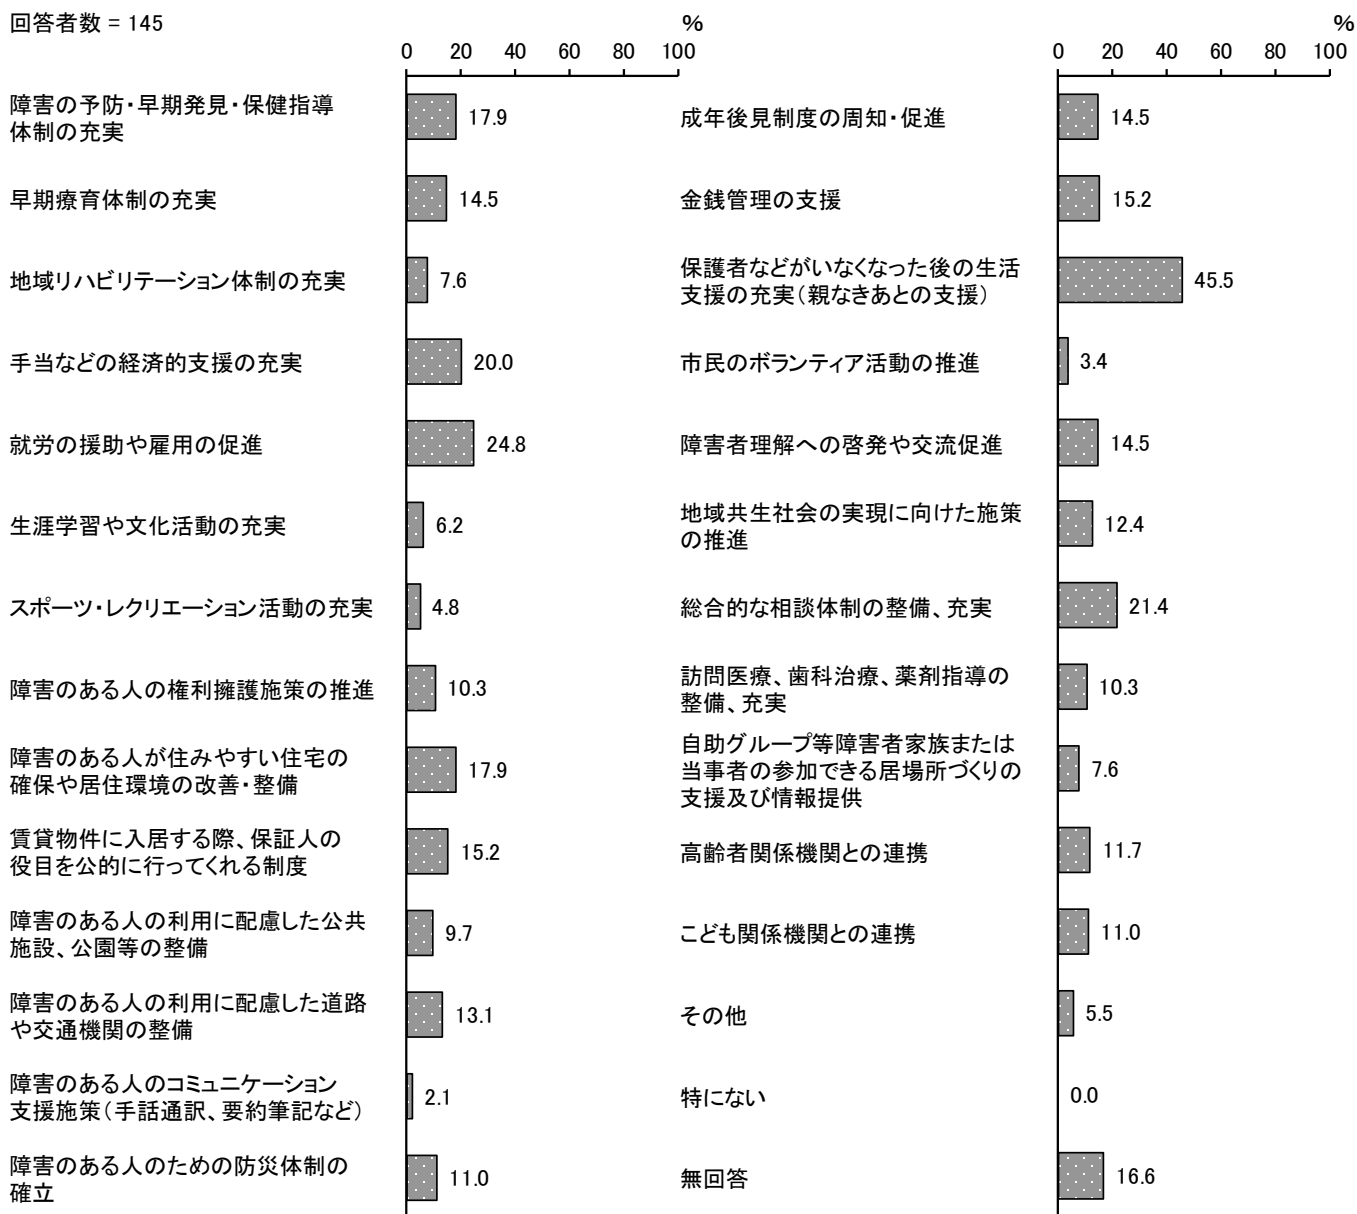 回答者数 = 145
%
0 20 40 60 80 100
障害の予防・早期発見・保健指導
体制の充実
17.9
早期療育体制の充実
14.5
地域リハビリテーション体制の充実
7.6
手当などの経済的支援の充実
20.0
就労の援助や雇用の促進
24.8
生涯学習や文化活動の充実
6.2
スポーツ・レクリエーション活動の充実
4.8
障害のある人の権利擁護施策の推進
10.3
障害のある人が住みやすい住宅の
確保や居住環境の改善・整備
17.9
賃貸物件に入居する際、保証人の
役目を公的に行ってくれる制度
15.2
障害のある人の利用に配慮した公共
施設、公園等の整備
9.7
障害のある人の利用に配慮した道路
や交通機関の整備
13.1
障害のある人のコミュニケーション
支援施策（手話通訳、要約筆記など）
2.1
障害のある人のための防災体制の
確立
11.0
%
0 20 40 60 80 100
成年後見制度の周知・促進
14.5
金銭管理の支援
15.2
保護者などがいなくなった後の生活
支援の充実（親なきあとの支援）
45.5
市民のボランティア活動の推進
3.4
障害者理解への啓発や交流促進
14.5
地域共生社会の実現に向けた施策
の推進
12.4
総合的な相談体制の整備、充実
21.4
訪問医療、歯科治療、薬剤指導の
整備、充実
10.3
自助グループ等障害者家族または
当事者の参加できる居場所づくりの
支援及び情報提供
7.6
高齢者関係機関との連携
11.7
こども関係機関との連携
11.0
その他
5.5
特にない
0.0
無回答
16.6